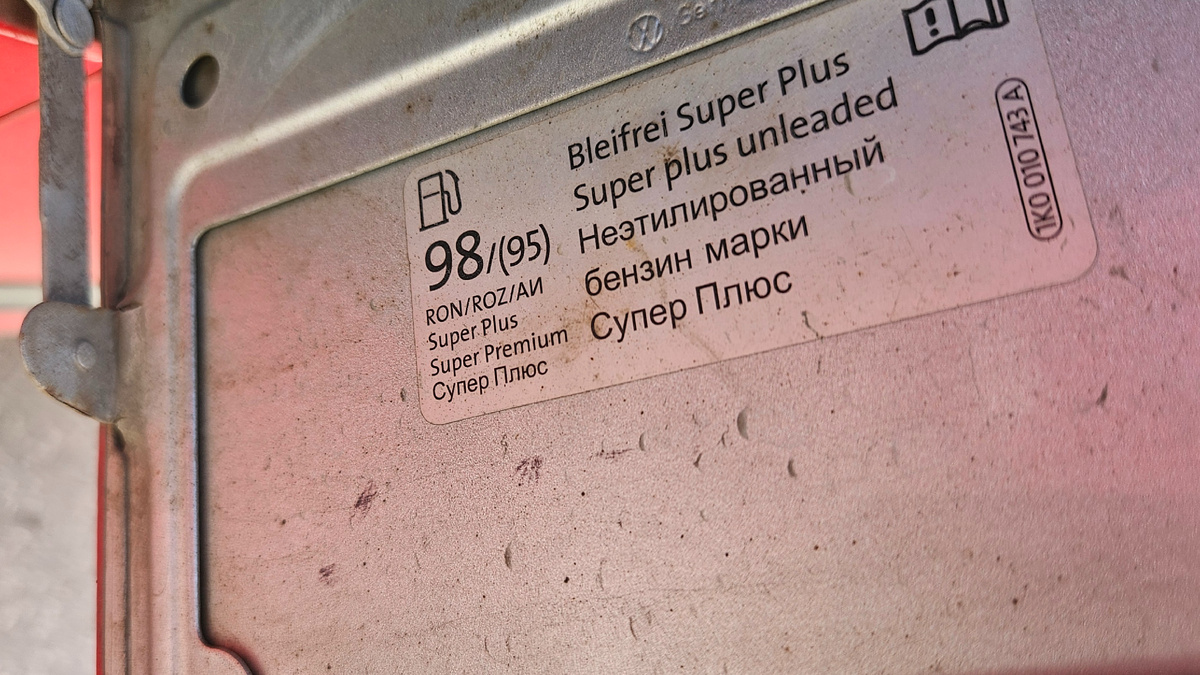 Bleifrei Super Plus
Super plus unleaded
Неэтилированный
бензин марки
Супер Плюс
98/(95)
RON/ROZ/АИ
Super Plus
Super Premium
Супер Плюс
1K0 010 743 A